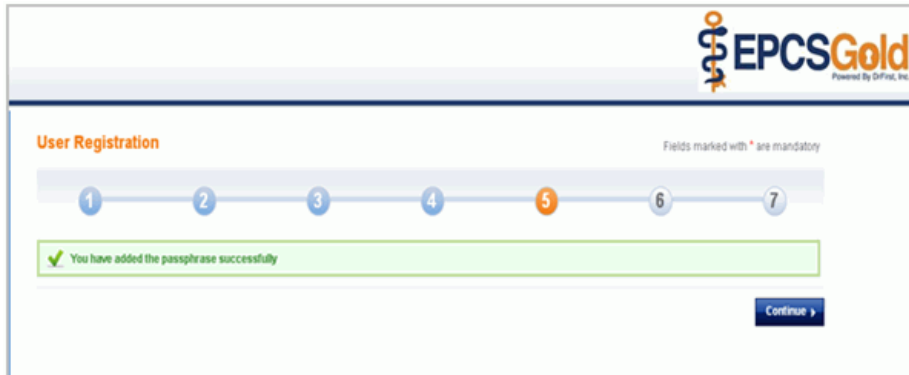 EPCSGold
Powered By DrFirst, Inc.
User Registration
Fields marked with * are mandatory
1 2 3 4 5 6 7
You have added the passphrase successfully
Continue